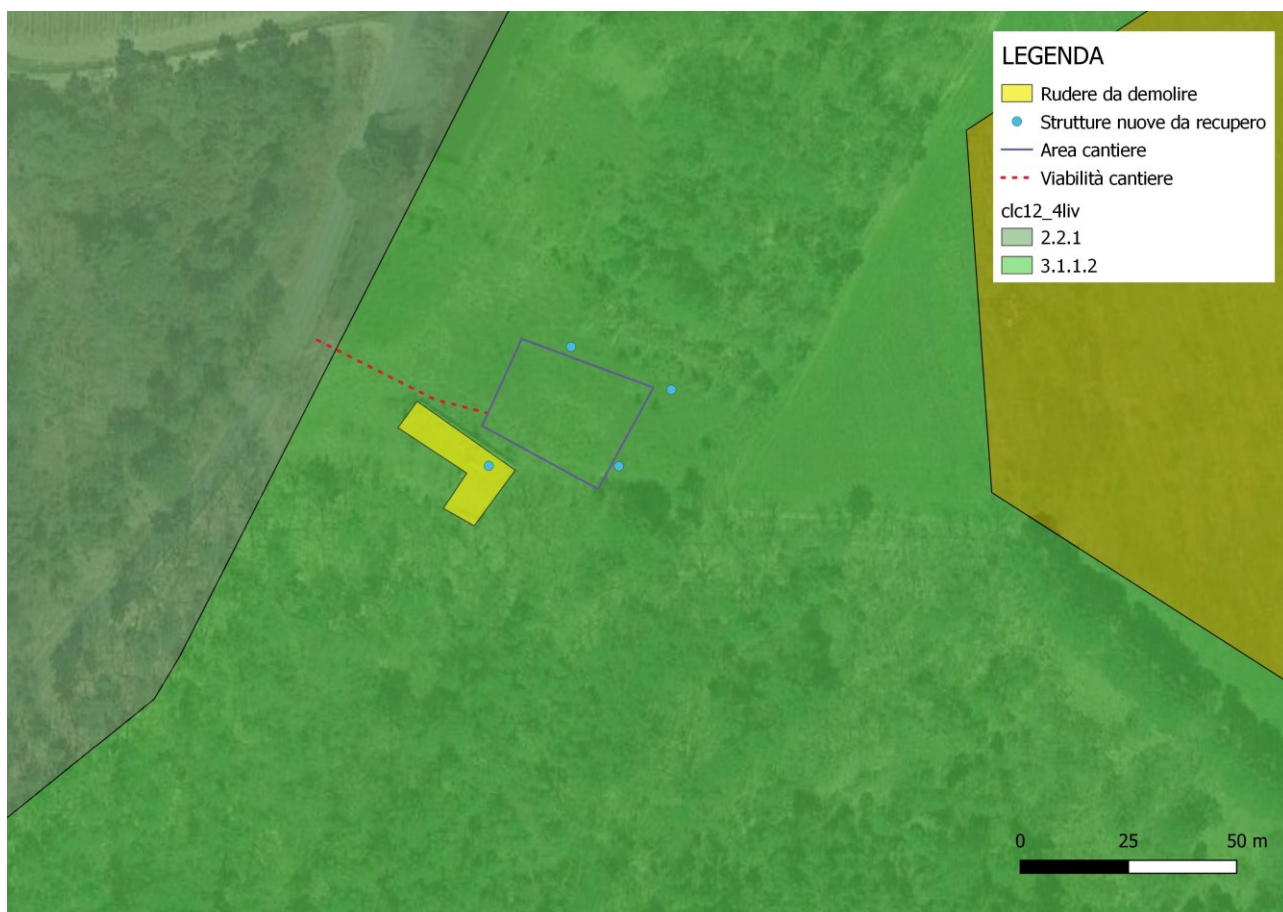 LEGENDA
Rudere da demolire
Strutture nuove da recupero
Area cantiere
Viabilità cantiere
clc12_4liv
2.2.1
3.1.1.2
0 25 50 m